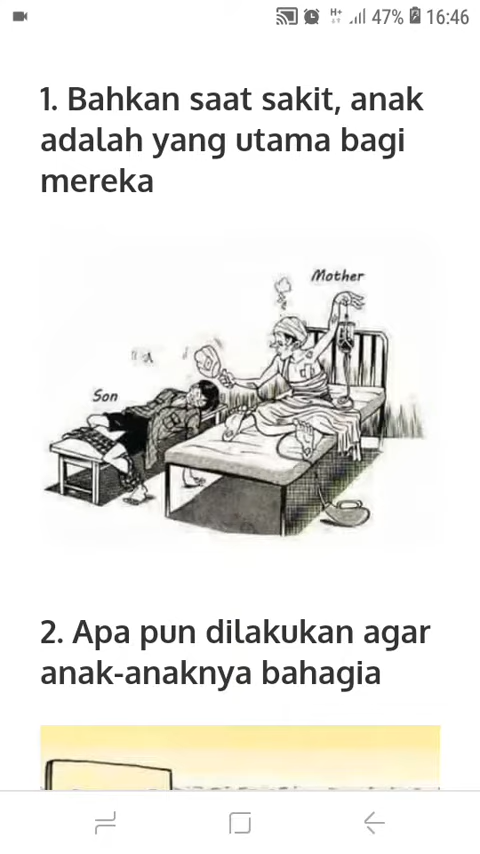 H+
47%
16:46
1. Bahkan saat sakit, anak
adalah yang utama bagi
mereka
Mother
Son
2. Apa pun dilakukan agar
anak-anaknya bahagia